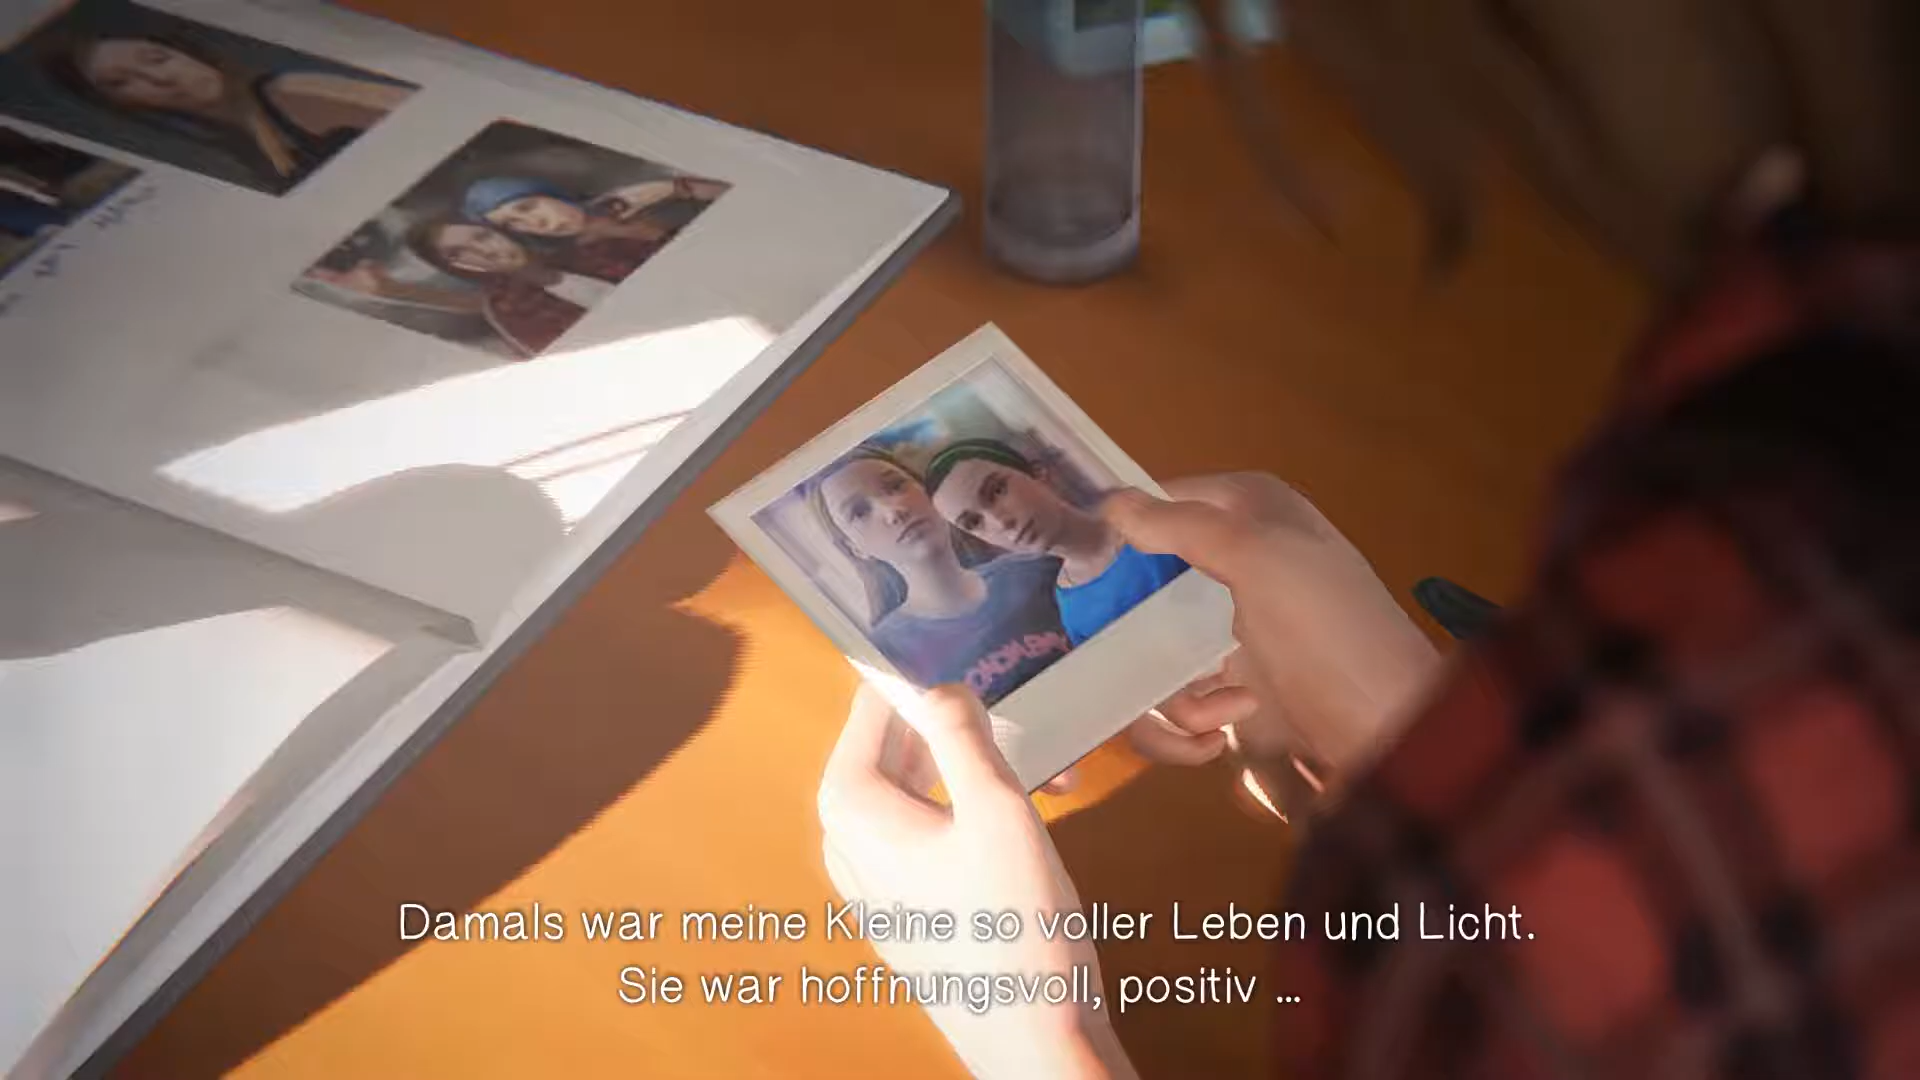 Damals war meine Kleine so voller Leben und Licht.
Sie war hoffnungsvoll, positiv ...